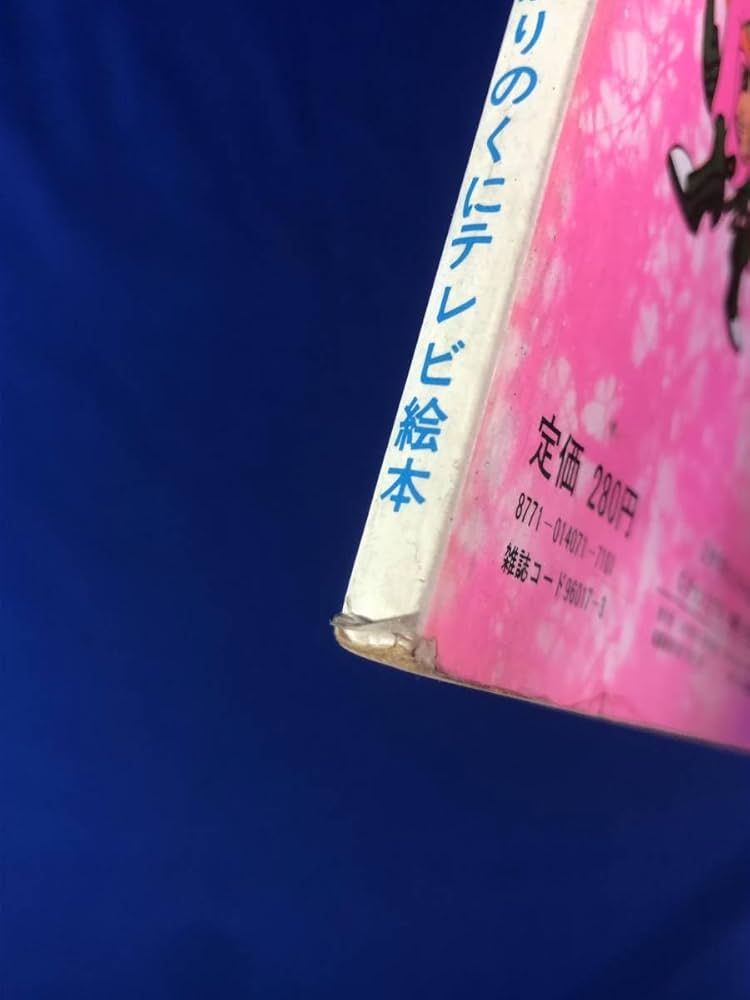 りのくにテレビ絵本
定価 280円
8771-014071-7101
雑誌コード96017-3